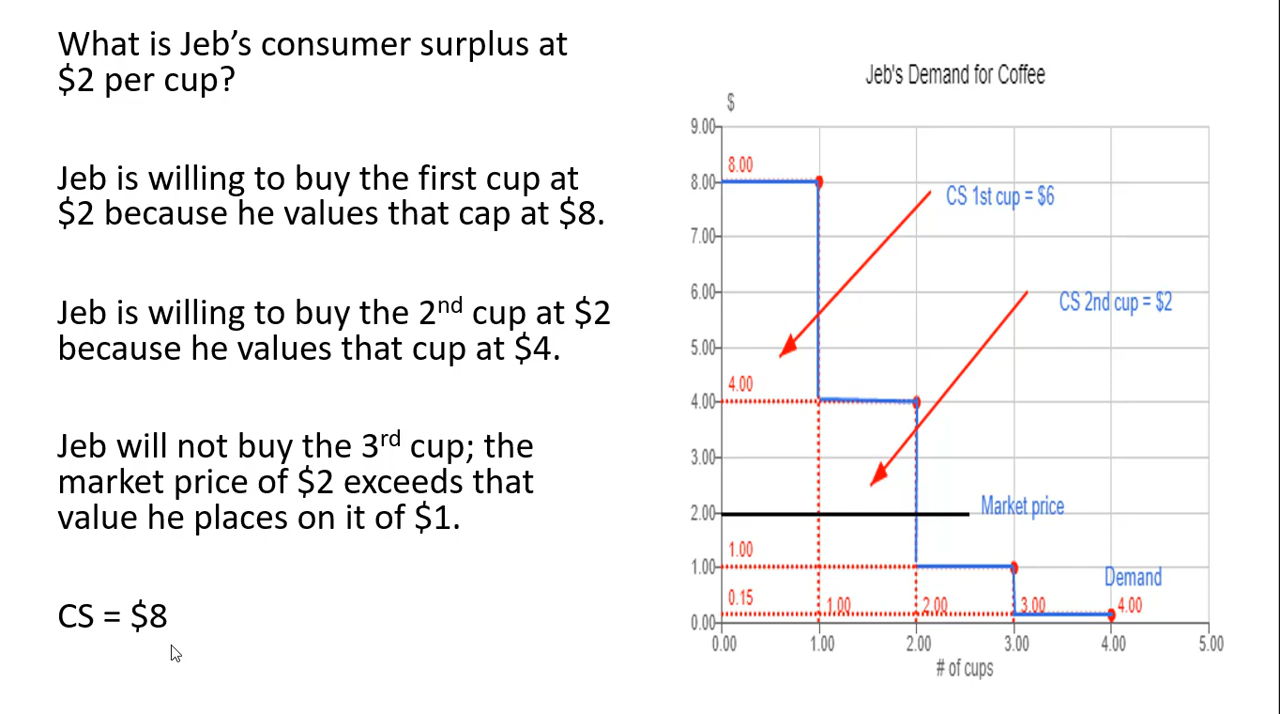 What is Jeb’s consumer surplus at
$2 per cup?
Jeb is willing to buy the first cup at
$2 because he values that cap at $8.
Jeb is willing to buy the 2nd cup at $2
because he values that cup at $4.
Jeb will not buy the 3rd cup; the
market price of $2 exceeds that
value he places on it of $1.
CS = $8
Jeb's Demand for Coffee
$
9.00
8.00
8.00
CS 1st cup = $6
7.00
6.00
CS 2nd cup = $2
5.00
4.00
4.00
3.00
Market price
2.00
1.00
1.00
Demand
0.15
1.00
2.00
3.00
4.00
0.00
0.00 1.00 2.00 3.00 4.00 5.00
# of cups